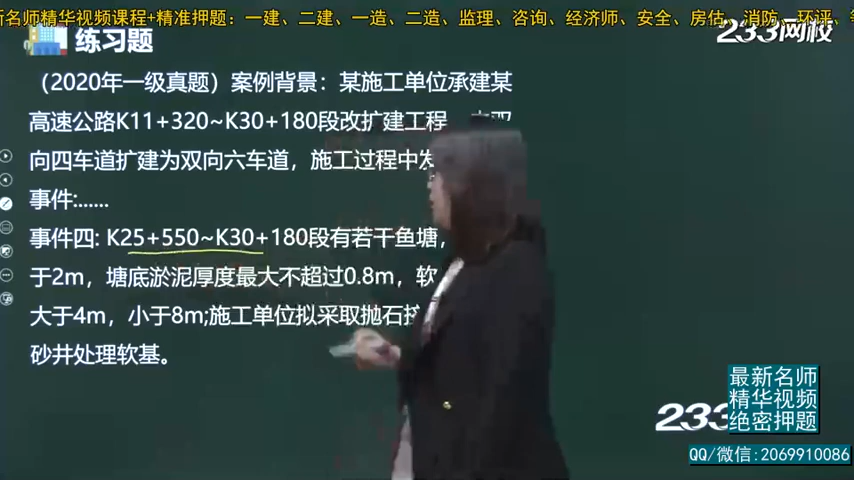 新名师精华视频课程+精准押题：一建、二建、一造、二造、监理、咨询、经济师、安全、房估、消防、环评、
练习题
233网校
（2020年一级真题）案例背景：某施工单位承建某
高速公路K11+320~K30+180段改扩建工程
向四车道扩建为双向六车道，施工过程中发
事件:......
事件四: K25+550~K30+180段有若干鱼塘，
于2m，塘底淤泥厚度最大不超过0.8m，软
大于4m，小于8m;施工单位拟采取抛石挤
砂井处理软基。
233
最新名师
精华视频
绝密押题
QQ/微信:2069910086